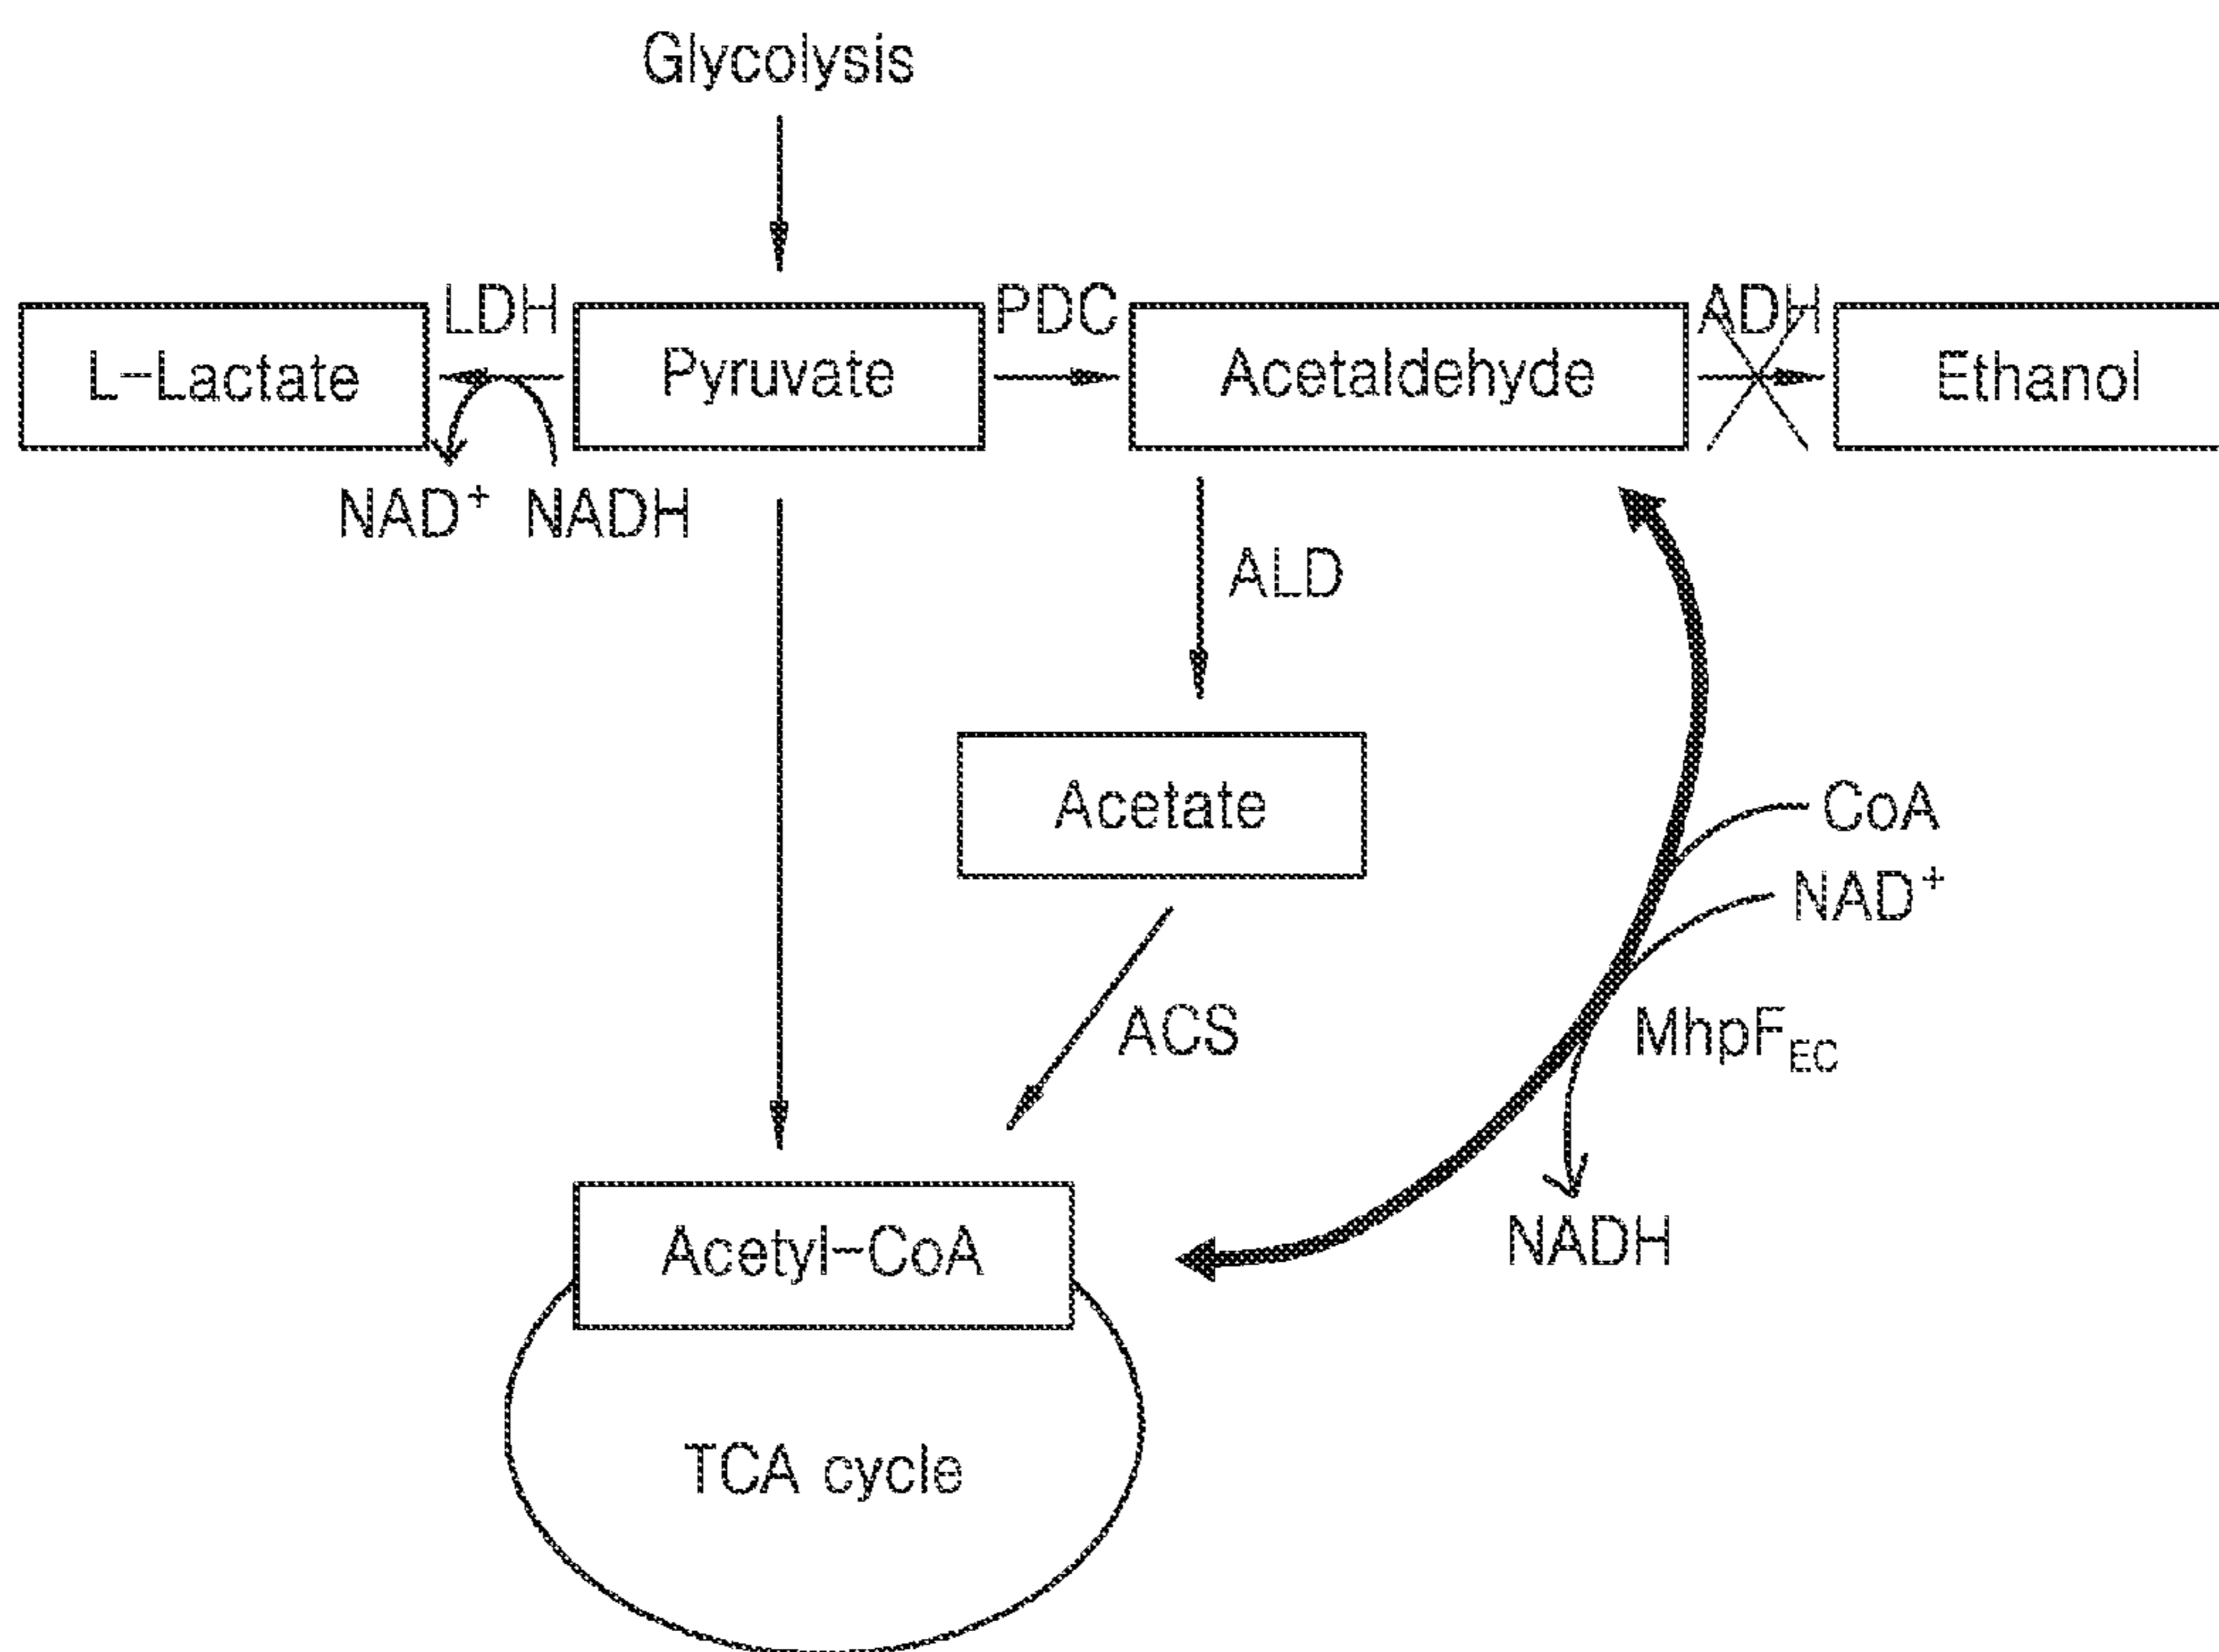 Glycolysis
LDH
PDC
ADH
L-Lactate
Pyruvate
Acetaldehyde
Ethanol
NAD⁺
NADH
ALD
Acetate
CoA
NAD⁺
ACS
MhpF_EC
Acetyl-CoA
NADH
TCA cycle